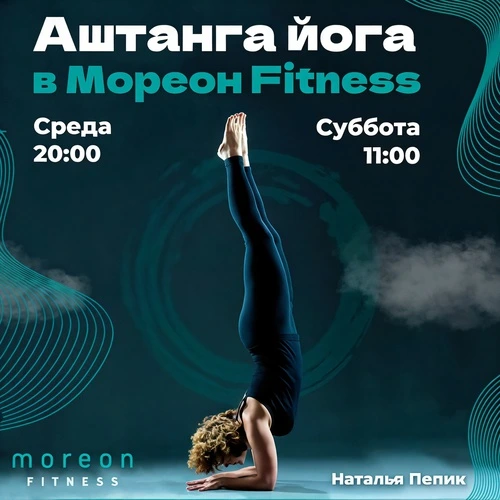 Аштанга йога
в Мореон Fitness
Среда
20:00
Суббота
11:00
moreon
FITNESS
Наталья Пепик